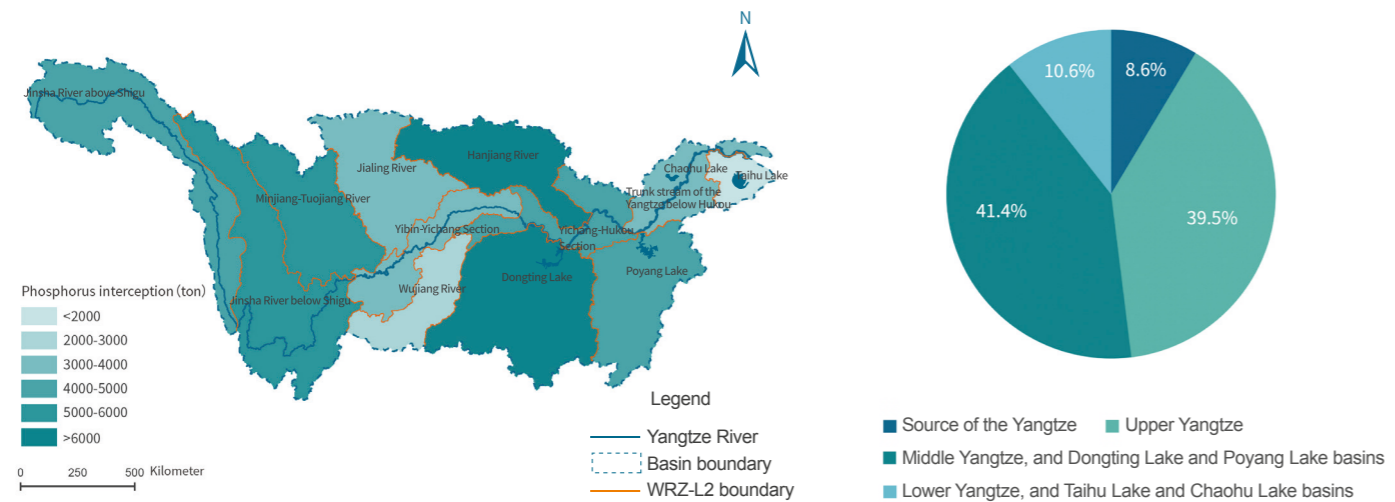 N
Jinsha River above Shigu
Hanjiang River
Jialing River
Chaohu Lake
Taihu Lake
Minjiang-Tuojiang River
Trunk stream of the
Yangtze below Hukou
Yibin-Yichang Section
Yichang-Hukou
Section
Poyang Lake
Dongting Lake
Wujiang River
Jinsha River below Shigu
Phosphorus interception (ton)
<2000
2000-3000
3000-4000
4000-5000
5000-6000
>6000
0 250 500 Kilometer
Legend
Yangtze River
Basin boundary
WRZ-L2 boundary
10.6%
8.6%
41.4%
39.5%
Source of the Yangtze
Upper Yangtze
Middle Yangtze, and Dongting Lake and Poyang Lake basins
Lower Yangtze, and Taihu Lake and Chaohu Lake basins